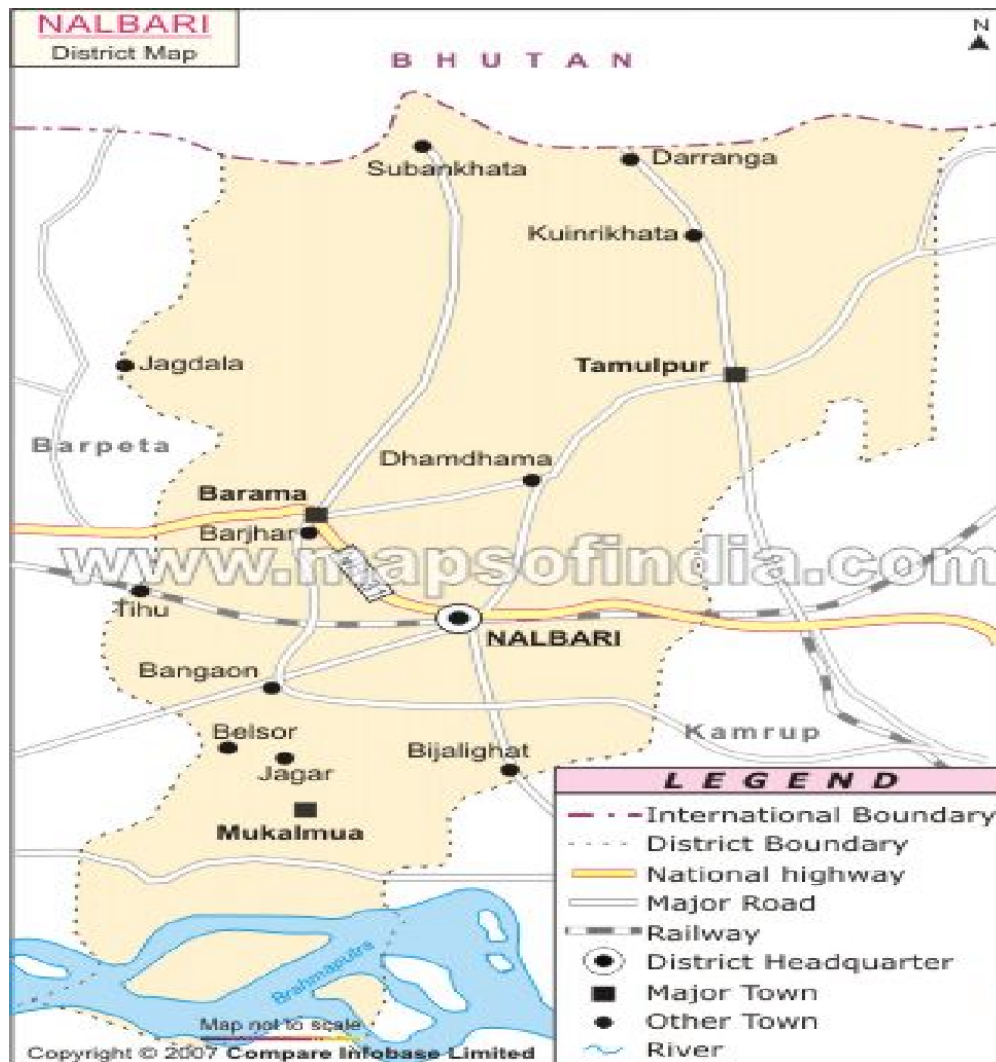 NALBARI
District Map
N
BHUTAN
Subankhata
Darranga
Kuinrikhata
Jagdala
Tamulpur
Barpeta
Dhamdhama
Barama
Barjhar
www.mapsofindia.com
Tihu
NALBARI
Bangaon
Kamrup
Belsor
Bijalighat
Jagar
Mukalmua
Brahmaputra
Map not to scale
Copyright © 2007 Compare Infobase Limited
LEGEND
International Boundary
District Boundary
National highway
Major Road
Railway
District Headquarter
Major Town
Other Town
River